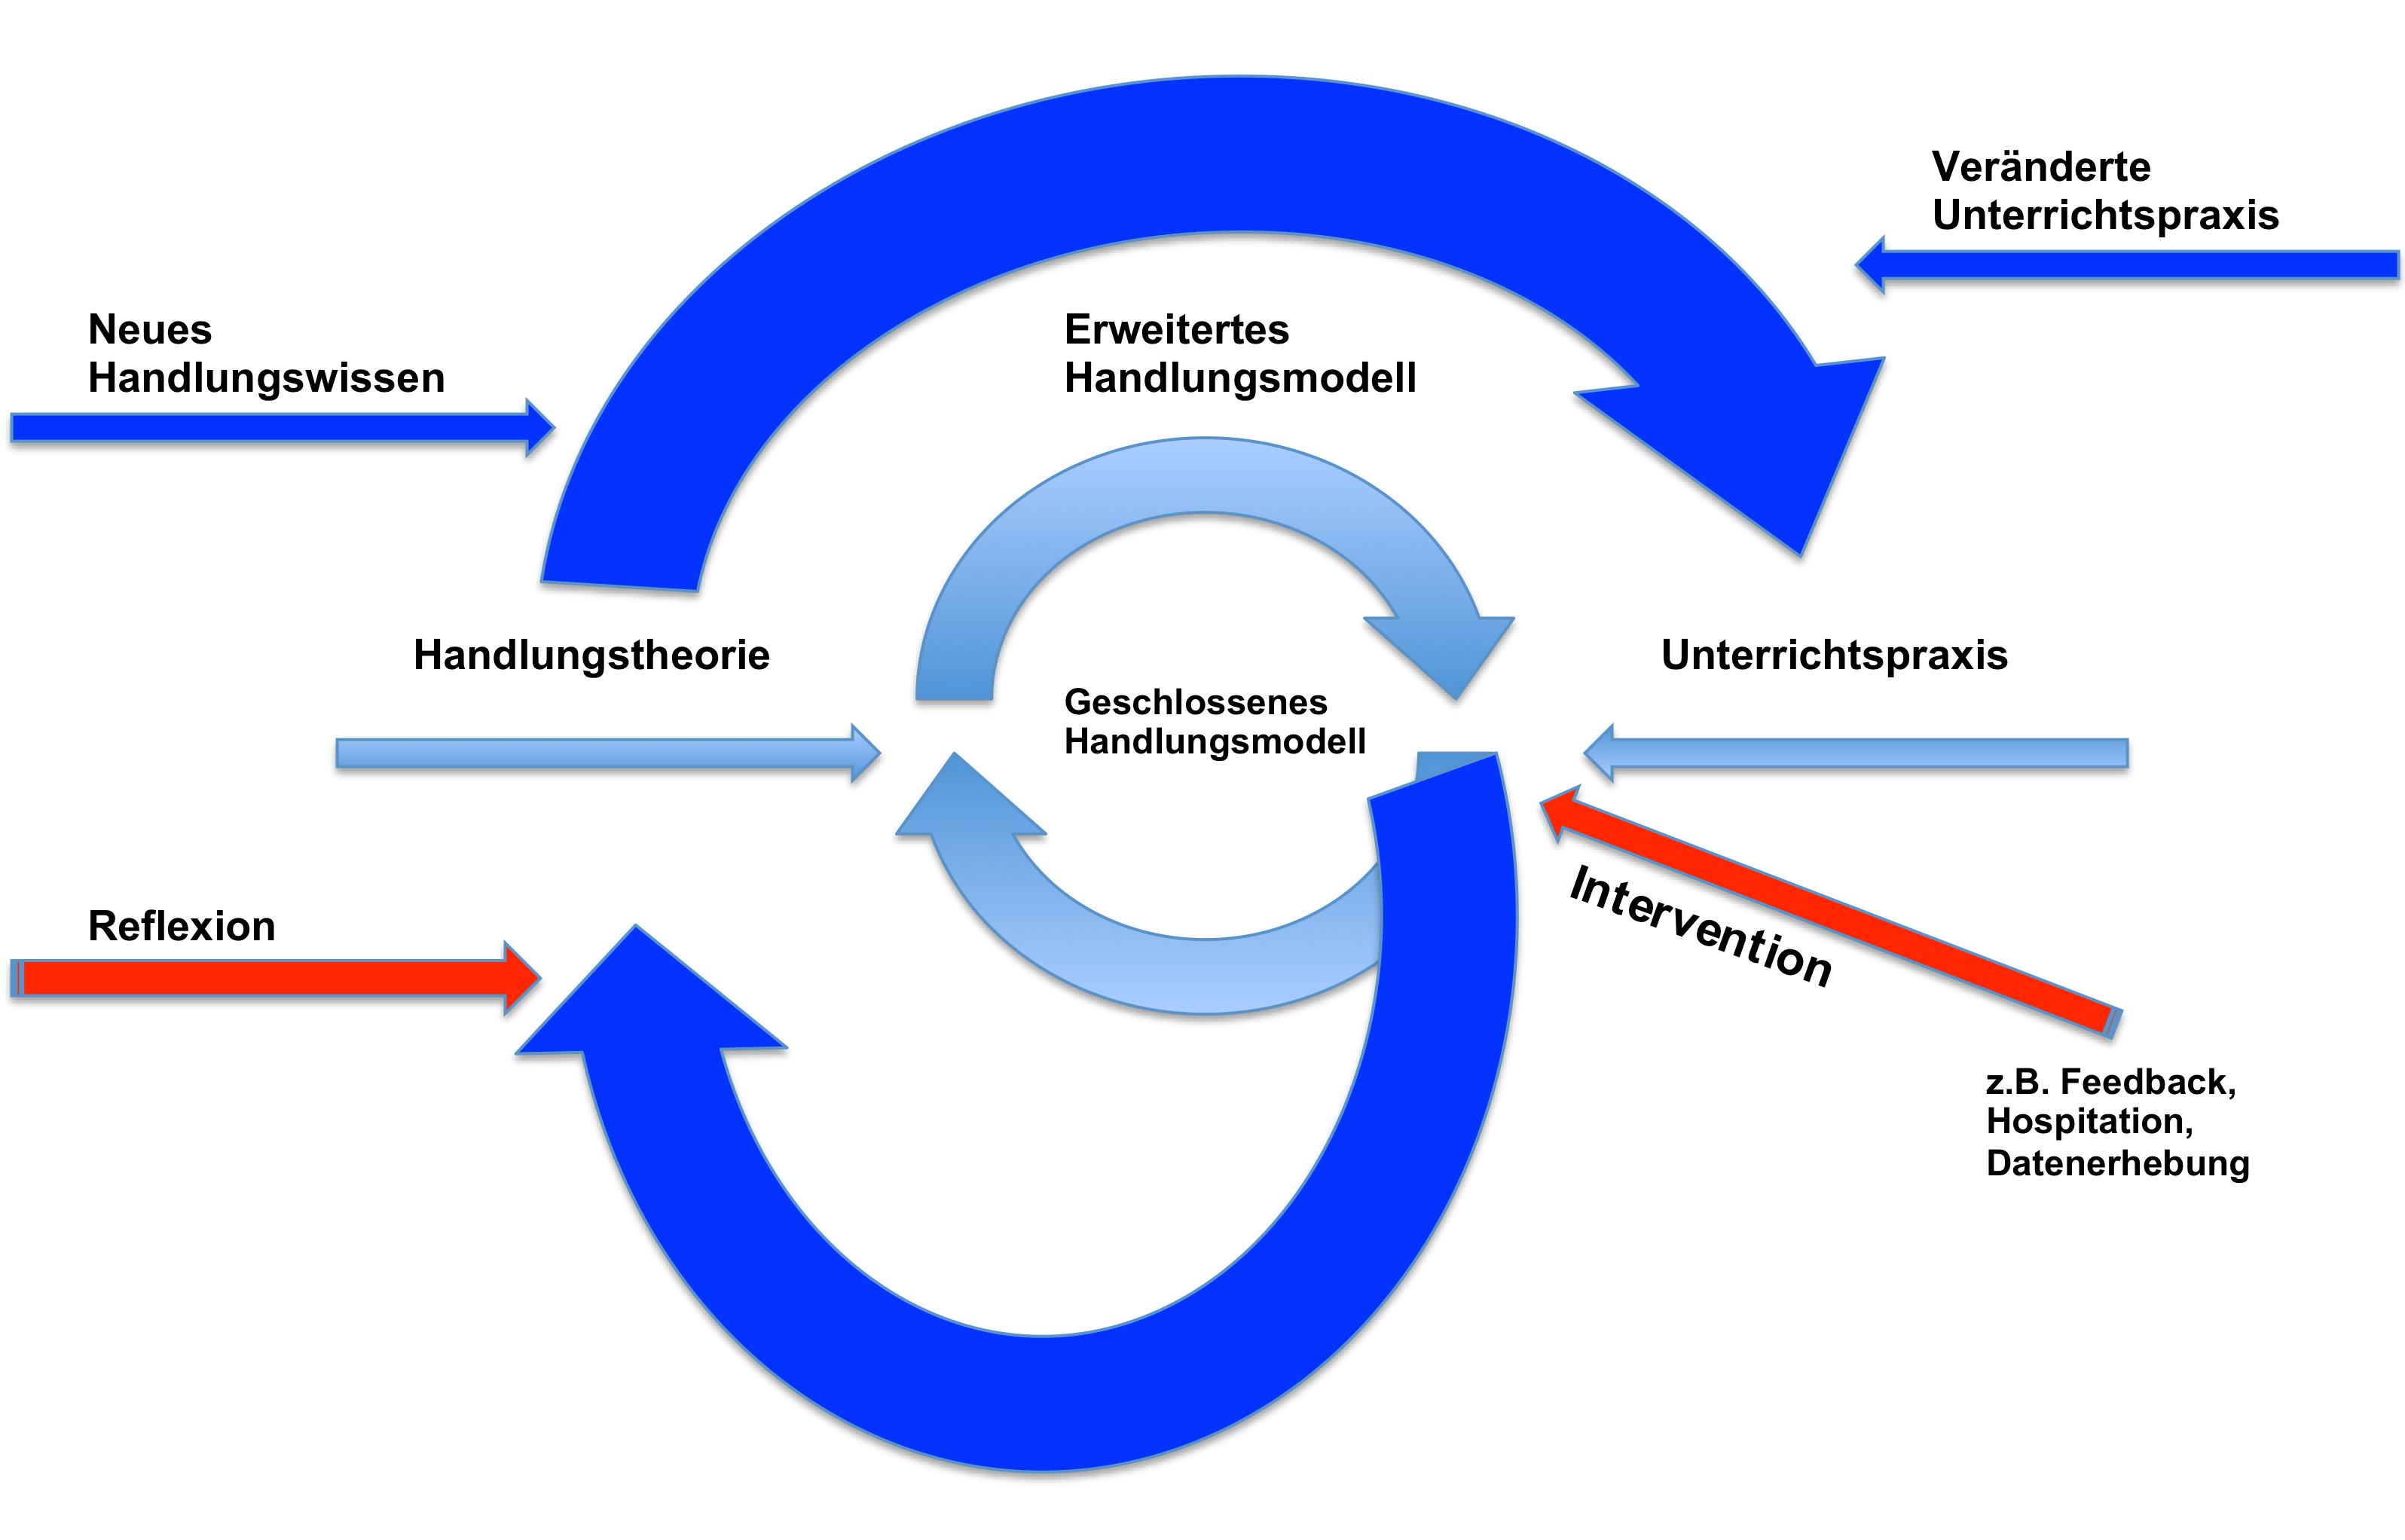 Veränderte
Unterrichtspraxis
Neues
Handlungswissen
Erweitertes
Handlungsmodell
Handlungstheorie
Unterrichtspraxis
Geschlossenes
Handlungsmodell
Reflexion
Intervention
z.B. Feedback,
Hospitation,
Datenerhebung